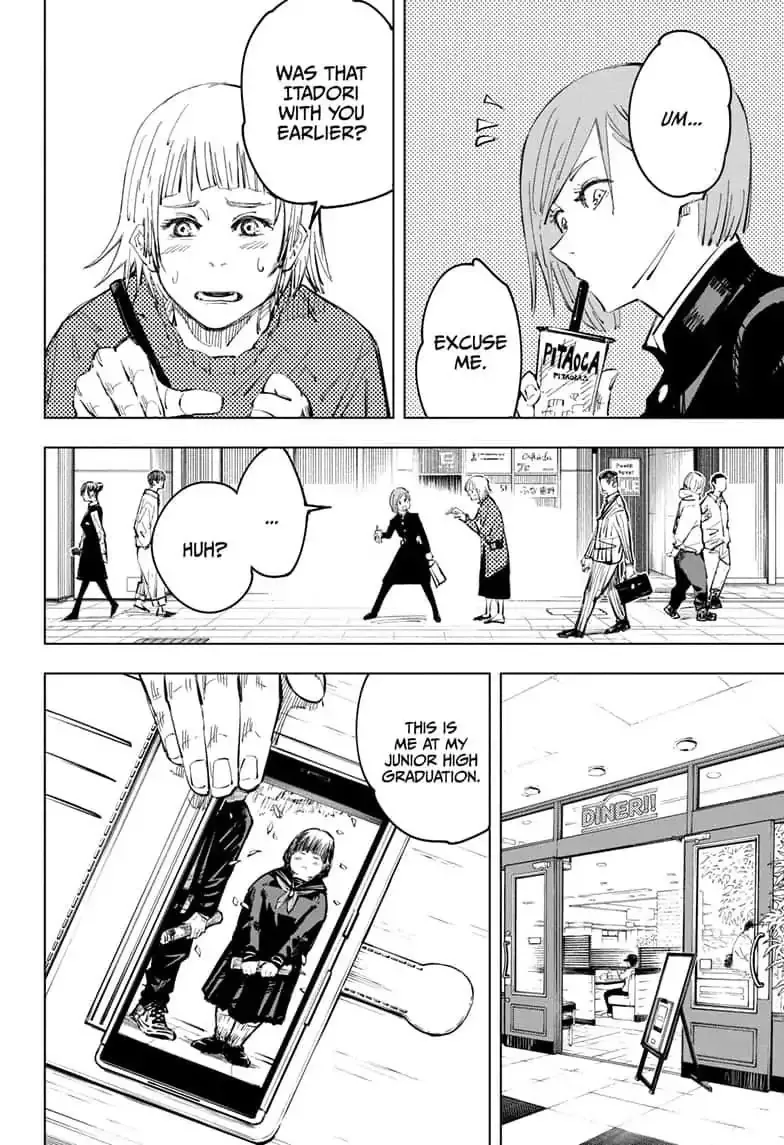 UM...
EXCUSE
ME.
PITAOCA
PITAOKA
WAS THAT
ITADORI
WITH YOU
EARLIER?
...
HUH?
DINER!!
THIS IS
ME AT MY
JUNIOR HIGH
GRADUATION.